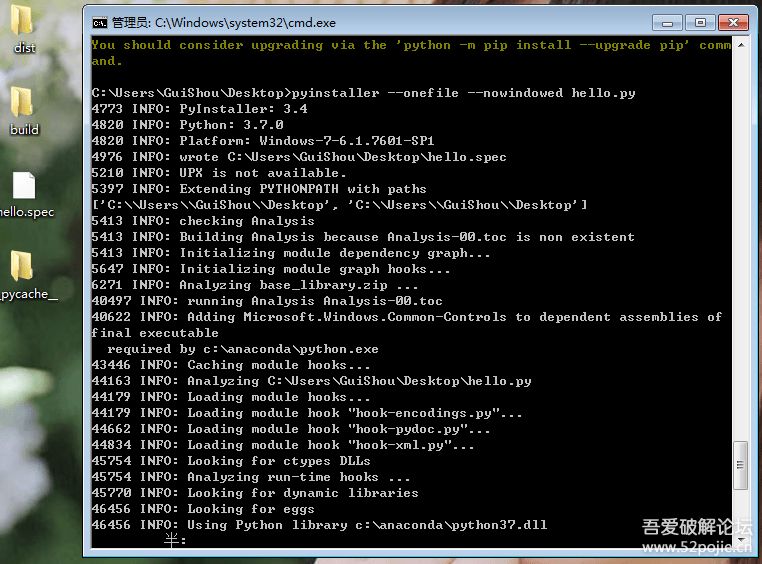 dist
build
hello.spec
_pycache__
管理员: C:\Windows\system32\cmd.exe
You should consider upgrading via the 'python -m pip install --upgrade pip' comm
and.
C:\Users\GuiShou\Desktop>pyinstaller --onefile --nowindowed hello.py
4773 INFO: PyInstaller: 3.4
4820 INFO: Python: 3.7.0
4820 INFO: Platform: Windows-7-6.1.7601-SP1
4976 INFO: wrote C:\Users\GuiShou\Desktop\hello.spec
5210 INFO: UPX is not available.
5397 INFO: Extending PYTHONPATH with paths
['C:\\Users\\GuiShou\\Desktop', 'C:\\Users\\GuiShou\\Desktop']
5413 INFO: checking Analysis
5413 INFO: Building Analysis because Analysis-00.toc is non existent
5413 INFO: Initializing module dependency graph...
5647 INFO: Initializing module graph hooks...
6271 INFO: Analyzing base_library.zip ...
40497 INFO: running Analysis Analysis-00.toc
40622 INFO: Adding Microsoft.Windows.Common-Controls to dependent assemblies of
final executable
  required by c:\anaconda\python.exe
43446 INFO: Caching module hooks...
44163 INFO: Analyzing C:\Users\GuiShou\Desktop\hello.py
44179 INFO: Loading module hooks...
44179 INFO: Loading module hook "hook-encodings.py"...
44662 INFO: Loading module hook "hook-pydoc.py"...
44834 INFO: Loading module hook "hook-xml.py"...
45754 INFO: Looking for ctypes DLLs
45754 INFO: Analyzing run-time hooks ...
45770 INFO: Looking for dynamic libraries
46456 INFO: Looking for eggs
46456 INFO: Using Python library c:\anaconda\python37.dll
半:
吾爱破解论坛
www.52pojie.cn